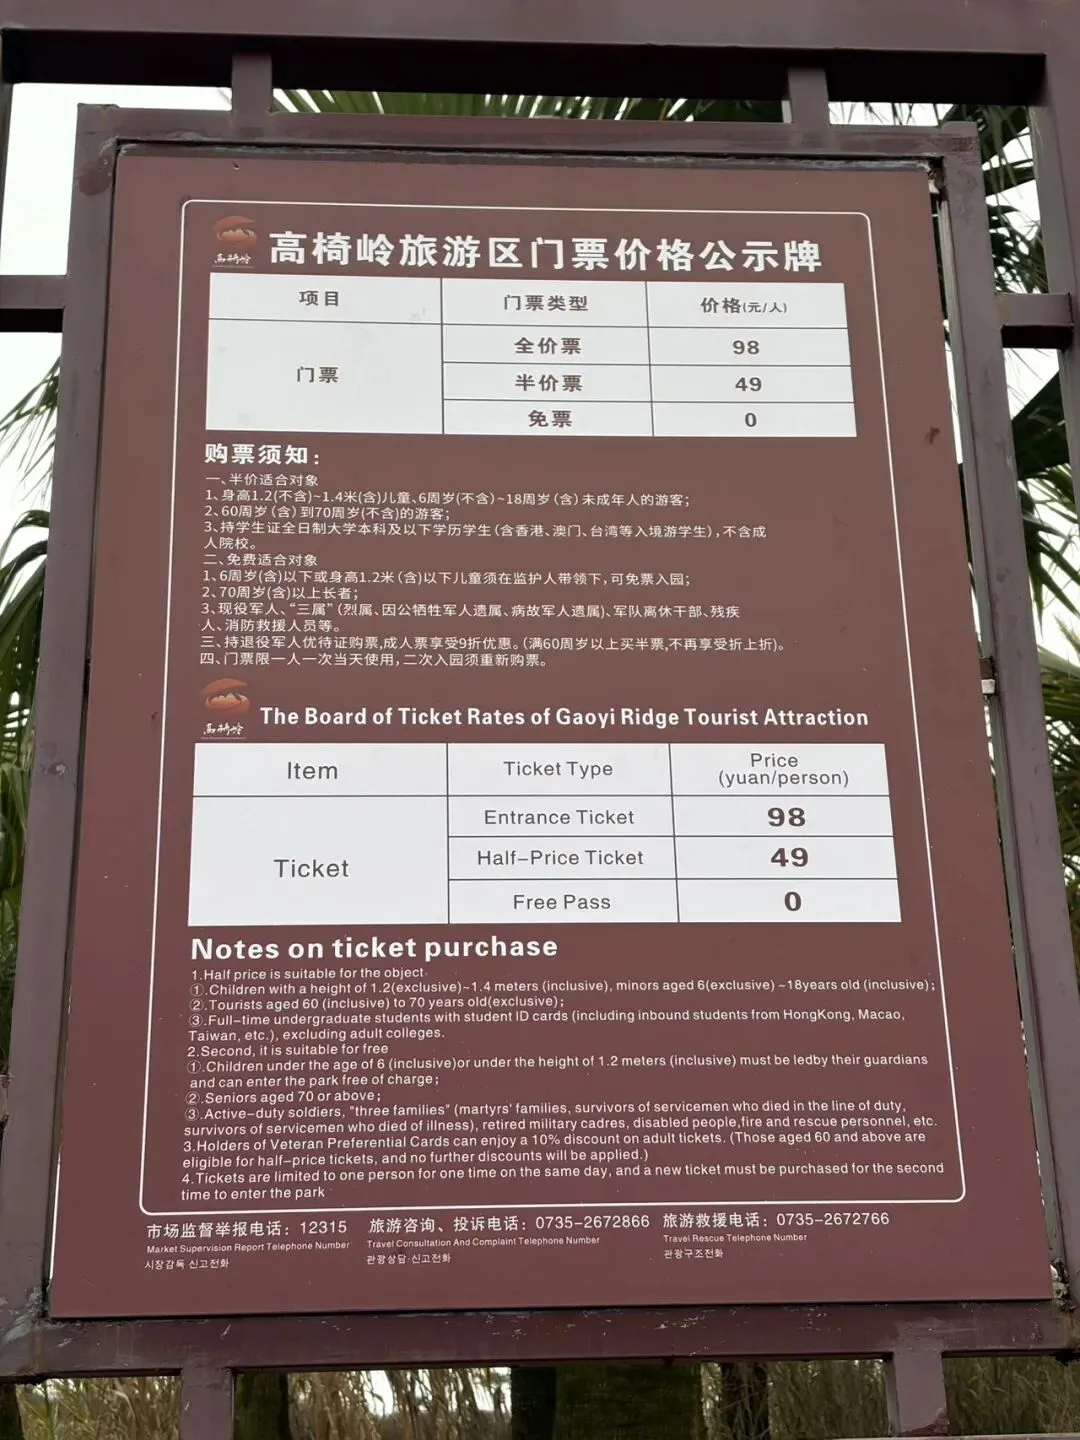 高椅岭
高椅岭旅游区门票价格公示牌
项目 门票类型 价格(元/人)
门票
全价票 98
半价票 49
免票 0
购票须知：
一、半价适合对象
1、身高1.2(不含)~1.4米(含)儿童、6周岁(不含)~18周岁（含）未成年人的游客；
2、60周岁（含）到70周岁(不含)的游客；
3、持学生证全日制大学本科及以下学历学生（含香港、澳门、台湾等入境游学生），不含成
人院校。
二、免费适合对象
1、6周岁(含)以下或身高1.2米（含)以下儿童须在监护人带领下，可免票入园；
2、70周岁(含)以上长者；
3、现役军人、“三属”（烈属、因公牺牲军人遗属、病故军人遗属）、军队离休干部、残疾
人、消防救援人员等。
三、持退役军人优待证购票,成人票享受9折优惠。（满60周岁以上买半票,不再享受折上折）。
四、门票限一人一次当天使用，二次入园须重新购票。
高椅岭
The Board of Ticket Rates of Gaoyi Ridge Tourist Attraction
Item Ticket Type Price
(yuan/person)
Ticket
Entrance Ticket 98
Half-Price Ticket 49
Free Pass 0
Notes on ticket purchase
1.Half price is suitable for the object
①.Children with a height of 1.2(exclusive)~1.4 meters (inclusive), minors aged 6(exclusive) ~18years old (inclusive);
②.Tourists aged 60 (inclusive) to 70 years old(exclusive);
③.Full-time undergraduate students with student ID cards (including inbound students from HongKong, Macao,
Taiwan, etc.), excluding adult colleges.
2.Second, it is suitable for free
①.Children under the age of 6 (inclusive)or under the height of 1.2 meters (inclusive) must be ledby their guardians
and can enter the park free of charge;
②.Seniors aged 70 or above;
③.Active-duty soldiers, "three families" (martyrs' families, survivors of servicemen who died in the line of duty,
survivors of servicemen who died of illness), retired military cadres, disabled people,fire and rescue personnel, etc.
3.Holders of Veteran Preferential Cards can enjoy a 10% discount on adult tickets. (Those aged 60 and above are
eligible for half-price tickets, and no further discounts will be applied.)
4.Tickets are limited to one person for one time on the same day, and a new ticket must be purchased for the second
time to enter the park
市场监督举报电话：12315 旅游咨询、投诉电话：0735-2672866 旅游救援电话：0735-2672766
Market Supervision Report Telephone Number Travel Consultation And Complaint Telephone Number Travel Rescue Telephone Number
시장감독 신고전화 관광상담·신고전화 관광구조전화